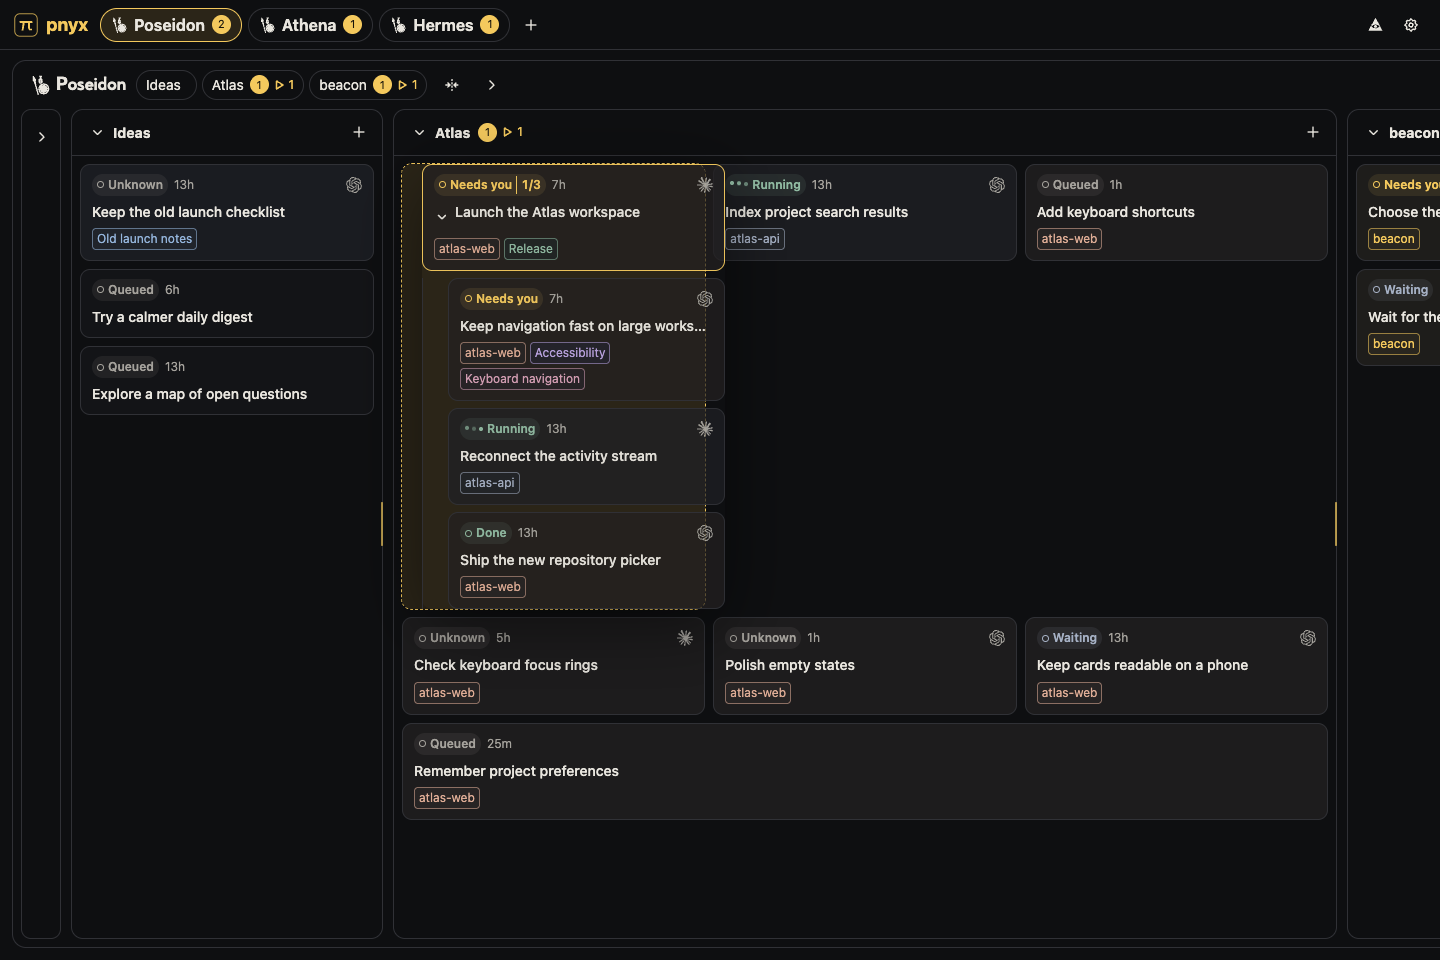 π pnyx Poseidon 2 Athena 1 Hermes 1 +
Poseidon Ideas Atlas 1 1 beacon 1 1
Ideas
Unknown 13h
Keep the old launch checklist
Old launch notes
Queued 6h
Try a calmer daily digest
Queued 13h
Explore a map of open questions
Atlas 1 1
Needs you 1/3 7h
Launch the Atlas workspace
atlas-web Release
Needs you 7h
Keep navigation fast on large works...
atlas-web Accessibility
Keyboard navigation
Running 13h
Reconnect the activity stream
atlas-api
Done 13h
Ship the new repository picker
atlas-web
Running 13h
Index project search results
atlas-api
Queued 1h
Add keyboard shortcuts
atlas-web
Unknown 5h
Check keyboard focus rings
atlas-web
Unknown 1h
Polish empty states
atlas-web
Waiting 13h
Keep cards readable on a phone
atlas-web
Queued 25m
Remember project preferences
atlas-web
beacon
Needs you
Choose the
beacon
Waiting
Wait for the
beacon